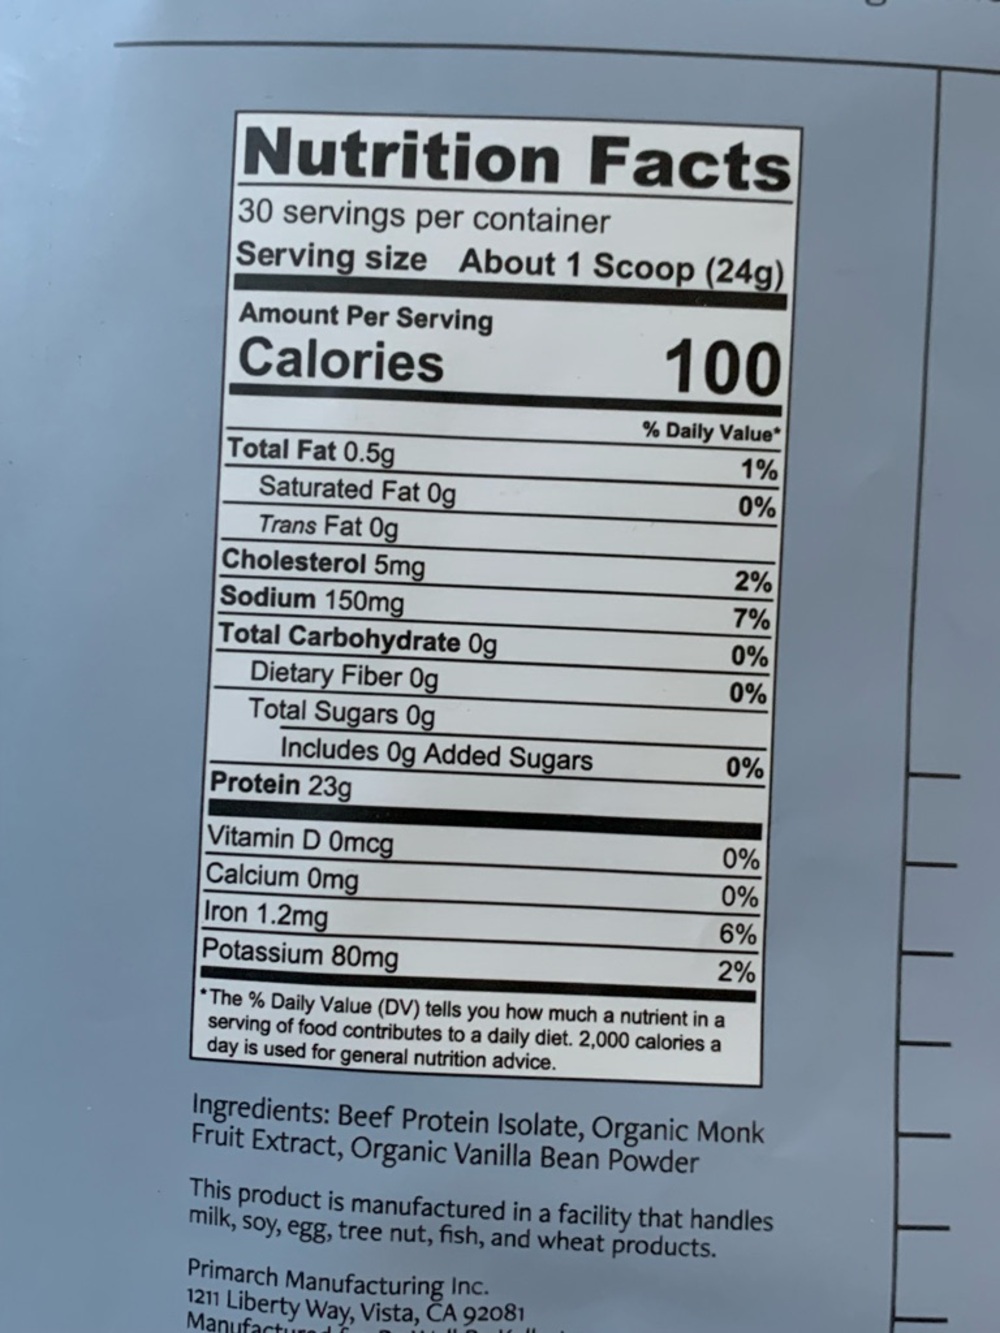 Nutrition Facts
30 servings per container
Serving size About 1 Scoop (24g)
Amount Per Serving
Calories 100
% Daily Value*
Total Fat 0.5g 1%
Saturated Fat 0g 0%
Trans Fat 0g
Cholesterol 5mg 2%
Sodium 150mg 7%
Total Carbohydrate 0g 0%
Dietary Fiber 0g 0%
Total Sugars 0g
Includes 0g Added Sugars 0%
Protein 23g
Vitamin D 0mcg 0%
Calcium 0mg 0%
Iron 1.2mg 6%
Potassium 80mg 2%
*The % Daily Value (DV) tells you how much a nutrient in a
serving of food contributes to a daily diet. 2,000 calories a
day is used for general nutrition advice.
Ingredients: Beef Protein Isolate, Organic Monk
Fruit Extract, Organic Vanilla Bean Powder
This product is manufactured in a facility that handles
milk, soy, egg, tree nut, fish, and wheat products.
Primarch Manufacturing Inc.
1211 Liberty Way, Vista, CA 92081
Manufactured